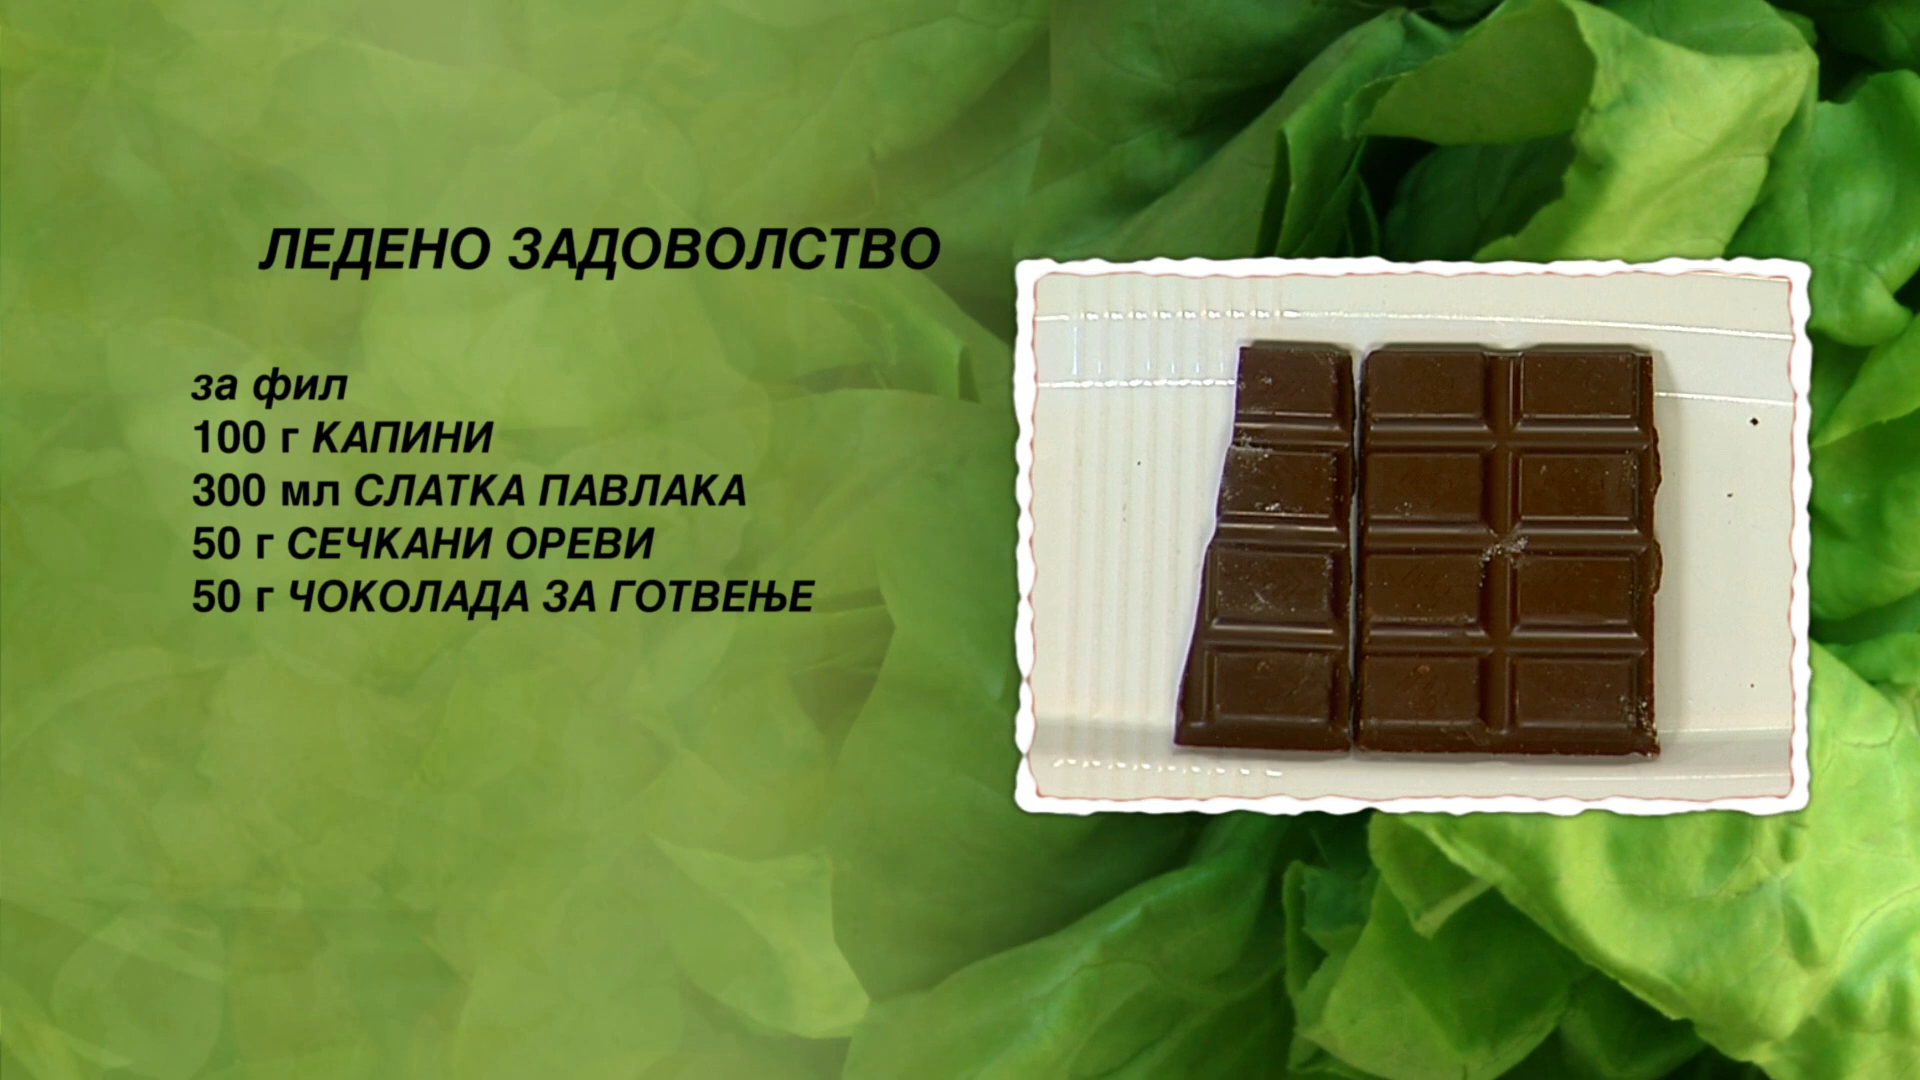 ЛЕДЕНО ЗАДОВОЛСТВО
за фил
100 г КАПИНИ
300 мл СЛАТКА ПАВЛАКА
50 г СЕЧКАНИ ОРЕВИ
50 г ЧОКОЛАДА ЗА ГОТВЕЊЕ